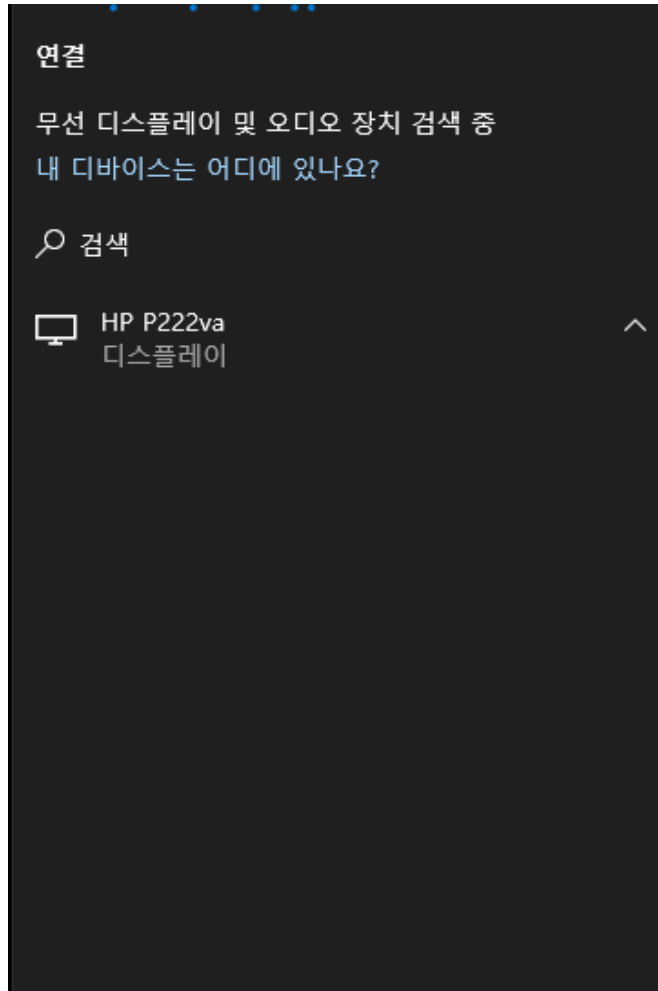 연결
무선 디스플레이 및 오디오 장치 검색 중
내 디바이스는 어디에 있나요?
검색
HP P222va
디스플레이